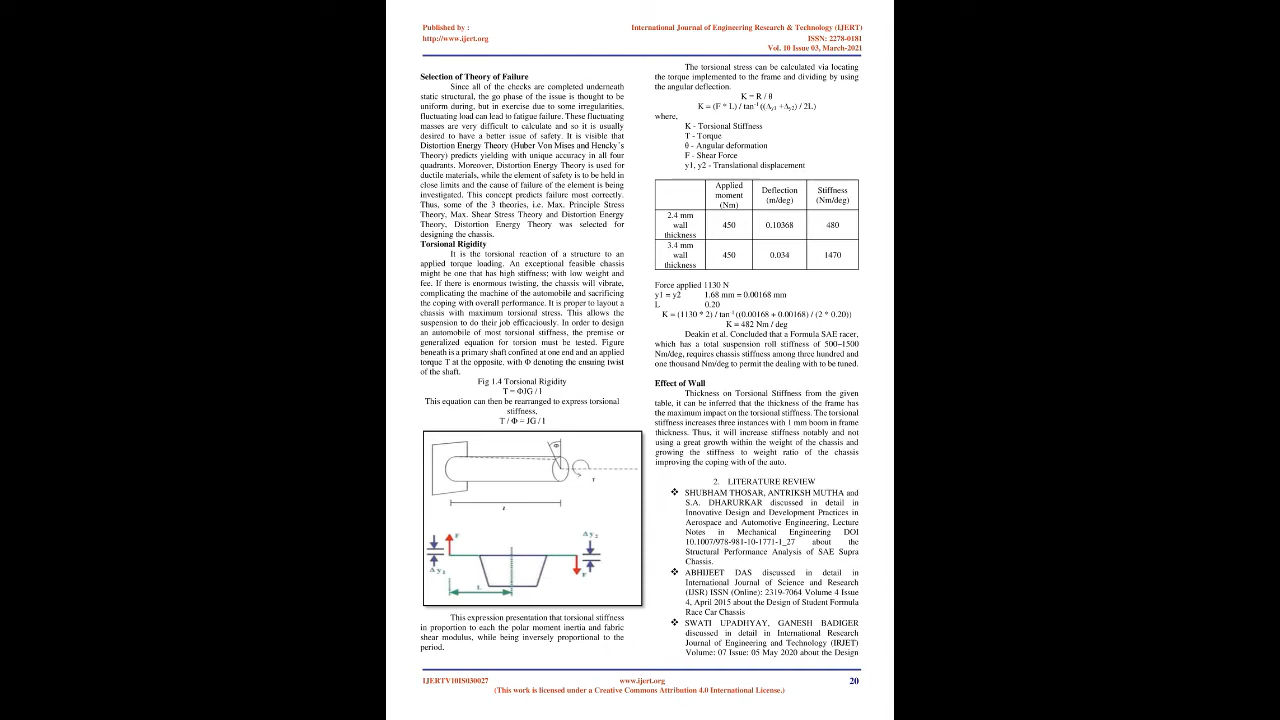 Published by :
http://www.ijert.org
International Journal of Engineering Research & Technology (IJERT)
ISSN: 2278-0181
Vol. 10 Issue 03, March-2021
Selection of Theory of Failure
Since all of the checks are completed underneath
static structural, the go phase of the issue is thought to be
uniform during, but in exercise due to some irregularities,
fluctuating load can lead to fatigue failure. These fluctuating
masses are very difficult to calculate and so it is usually
desired to have a better issue of safety. It is visible that
Distortion Energy Theory (Huber Von Mises and Hencky's
Theory) predicts yielding with unique accuracy in all four
quadrants. Moreover, Distortion Energy Theory is used for
ductile materials, while the element of safety is to be held in
close limits and the cause of failure of the element is being
investigated. This concept predicts failure most correctly.
Thus, some of the 3 theories, i.e. Max. Principle Stress
Theory, Max. Shear Stress Theory and Distortion Energy
Theory, Distortion Energy Theory was selected for
designing the chassis.
Torsional Rigidity
It is the torsional reaction of a structure to an
applied torque loading. An exceptional feasible chassis
might be one that has high stiffness; with low weight and
fee. If there is enormous twisting, the chassis will vibrate,
complicating the machine of the automobile and sacrificing
the coping with overall performance. It is proper to layout a
chassis with maximum torsional stress. This allows the
suspension to do their job efficaciously. In order to design
an automobile of most torsional stiffness, the premise or
generalized equation for torsion must be tested. Figure
beneath is a primary shaft confined at one end and an applied
torque T at the opposite, with Φ denoting the ensuing twist
of the shaft.
Fig 1.4 Torsional Rigidity
T = ΦJG / l
This equation can then be rearranged to express torsional
stiffness,
T / Φ = JG / l
Φ
T
l
F
Δy₂
Δy₁
F
L
This expression presentation that torsional stiffness
in proportion to each the polar moment inertia and fabric
shear modulus, while being inversely proportional to the
period.
The torsional stress can be calculated via locating
the torque implemented to the frame and dividing by using
the angular deflection.
K = R / θ
K = (F * L) / tan⁻¹ ((Δy1 +Δy2) / 2L)
where,
K - Torsional Stiffness
T - Torque
θ - Angular deformation
F - Shear Force
y1, y2 - Translational displacement
Applied moment (Nm) Deflection (m/deg) Stiffness (Nm/deg)
2.4 mm wall thickness 450 0.10368 480
3.4 mm wall thickness 450 0.034 1470
Force applied 1130 N
y1 = y2 1.68 mm = 0.00168 mm
L 0.20
K = (1130 * 2) / tan⁻¹ ((0.00168 + 0.00168) / (2 * 0.20))
K = 482 Nm / deg
Deakin et al. Concluded that a Formula SAE racer,
which has a total suspension roll stiffness of 500–1500
Nm/deg, requires chassis stiffness among three hundred and
one thousand Nm/deg to permit the dealing with to be tuned.
Effect of Wall
Thickness on Torsional Stiffness from the given
table, it can be inferred that the thickness of the frame has
the maximum impact on the torsional stiffness. The torsional
stiffness increases three instances with 1 mm boom in frame
thickness. Thus, it will increase stiffness notably and not
using a great growth within the weight of the chassis and
growing the stiffness to weight ratio of the chassis
improving the coping with of the auto.
2. LITERATURE REVIEW
❖ SHUBHAM THOSAR, ANTRIKSH MUTHA and
S.A. DHARURKAR discussed in detail in
Innovative Design and Development Practices in
Aerospace and Automotive Engineering, Lecture
Notes in Mechanical Engineering DOI
10.1007/978-981-10-1771-1_27 about the
Structural Performance Analysis of SAE Supra
Chassis.
❖ ABHIJEET DAS discussed in detail in
International Journal of Science and Research
(IJSR) ISSN (Online): 2319-7064 Volume 4 Issue
4, April 2015 about the Design of Student Formula
Race Car Chassis
❖ SWATI UPADHYAY, GANESH BADIGER
discussed in detail in International Research
Journal of Engineering and Technology (IRJET)
Volume: 07 Issue: 05 May 2020 about the Design
IJERTV10IS030027
www.ijert.org
20
(This work is licensed under a Creative Commons Attribution 4.0 International License.)